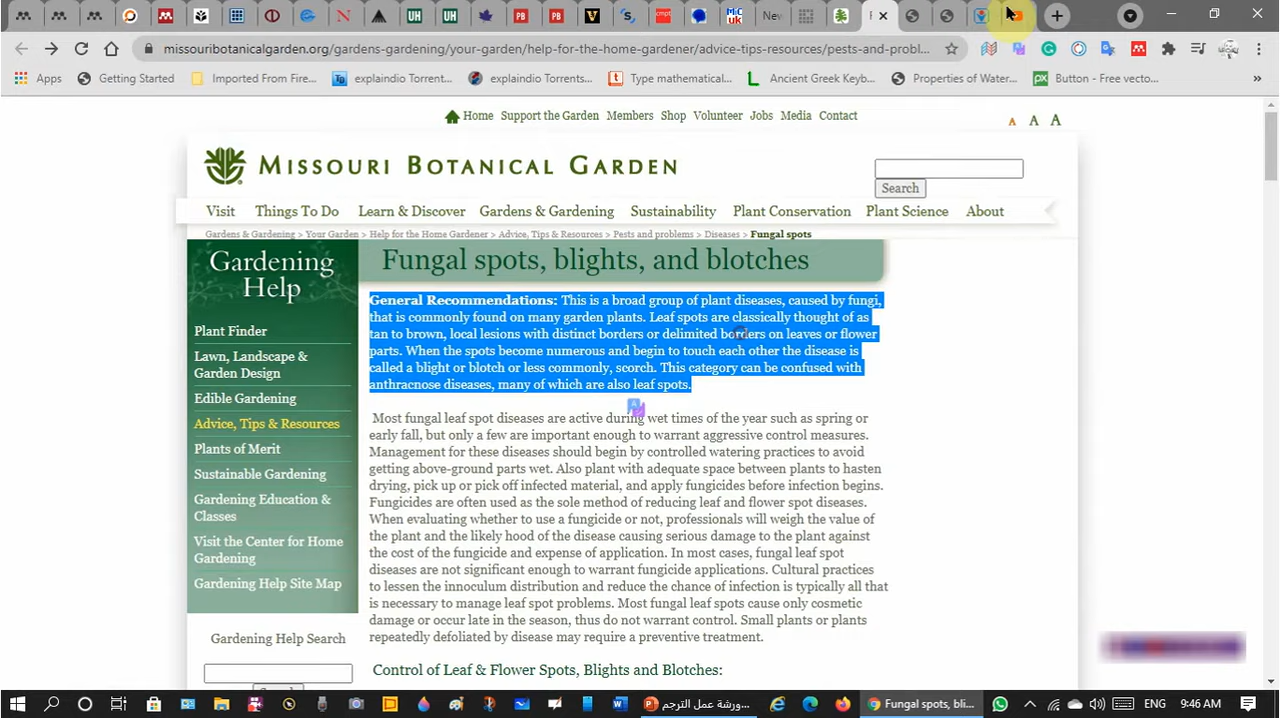 New
missouribotanicalgarden.org/gardens-gardening/your-garden/help-for-the-home-gardener/advice-tips-resources/pests-and-probl...
Apps
Getting Started
Imported From Fire...
explaindio Torrent...
explaindio Torrents...
Type mathematical...
Ancient Greek Keyb...
Properties of Water...
Button - Free vecto...
Home Support the Garden Members Shop Volunteer Jobs Media Contact
A A A
MISSOURI BOTANICAL GARDEN
Search
Visit Things To Do Learn & Discover Gardens & Gardening Sustainability Plant Conservation Plant Science About
Gardens & Gardening > Your Garden > Help for the Home Gardener > Advice, Tips & Resources > Pests and problems > Diseases > Fungal spots
Gardening
Help
Plant Finder
Lawn, Landscape &
Garden Design
Edible Gardening
Advice, Tips & Resources
Plants of Merit
Sustainable Gardening
Gardening Education &
Classes
Visit the Center for Home
Gardening
Gardening Help Site Map
Gardening Help Search
Fungal spots, blights, and blotches
General Recommendations: This is a broad group of plant diseases, caused by fungi,
that is commonly found on many garden plants. Leaf spots are classically thought of as
tan to brown, local lesions with distinct borders or delimited borders on leaves or flower
parts. When the spots become numerous and begin to touch each other the disease is
called a blight or blotch or less commonly, scorch. This category can be confused with
anthracnose diseases, many of which are also leaf spots.
Most fungal leaf spot diseases are active during wet times of the year such as spring or
early fall, but only a few are important enough to warrant aggressive control measures.
Management for these diseases should begin by controlled watering practices to avoid
getting above-ground parts wet. Also plant with adequate space between plants to hasten
drying, pick up or pick off infected material, and apply fungicides before infection begins.
Fungicides are often used as the sole method of reducing leaf and flower spot diseases.
When evaluating whether to use a fungicide or not, professionals will weigh the value of
the plant and the likely hood of the disease causing serious damage to the plant against
the cost of the fungicide and expense of application. In most cases, fungal leaf spot
diseases are not significant enough to warrant fungicide applications. Cultural practices
to lessen the innoculum distribution and reduce the chance of infection is typically all that
is necessary to manage leaf spot problems. Most fungal leaf spots cause only cosmetic
damage or occur late in the season, thus do not warrant control. Small plants or plants
repeatedly defoliated by disease may require a preventive treatment.
Control of Leaf & Flower Spots, Blights and Blotches:
ورشة عمل الترجم...
Fungal spots, bli...
ENG
9:46 AM